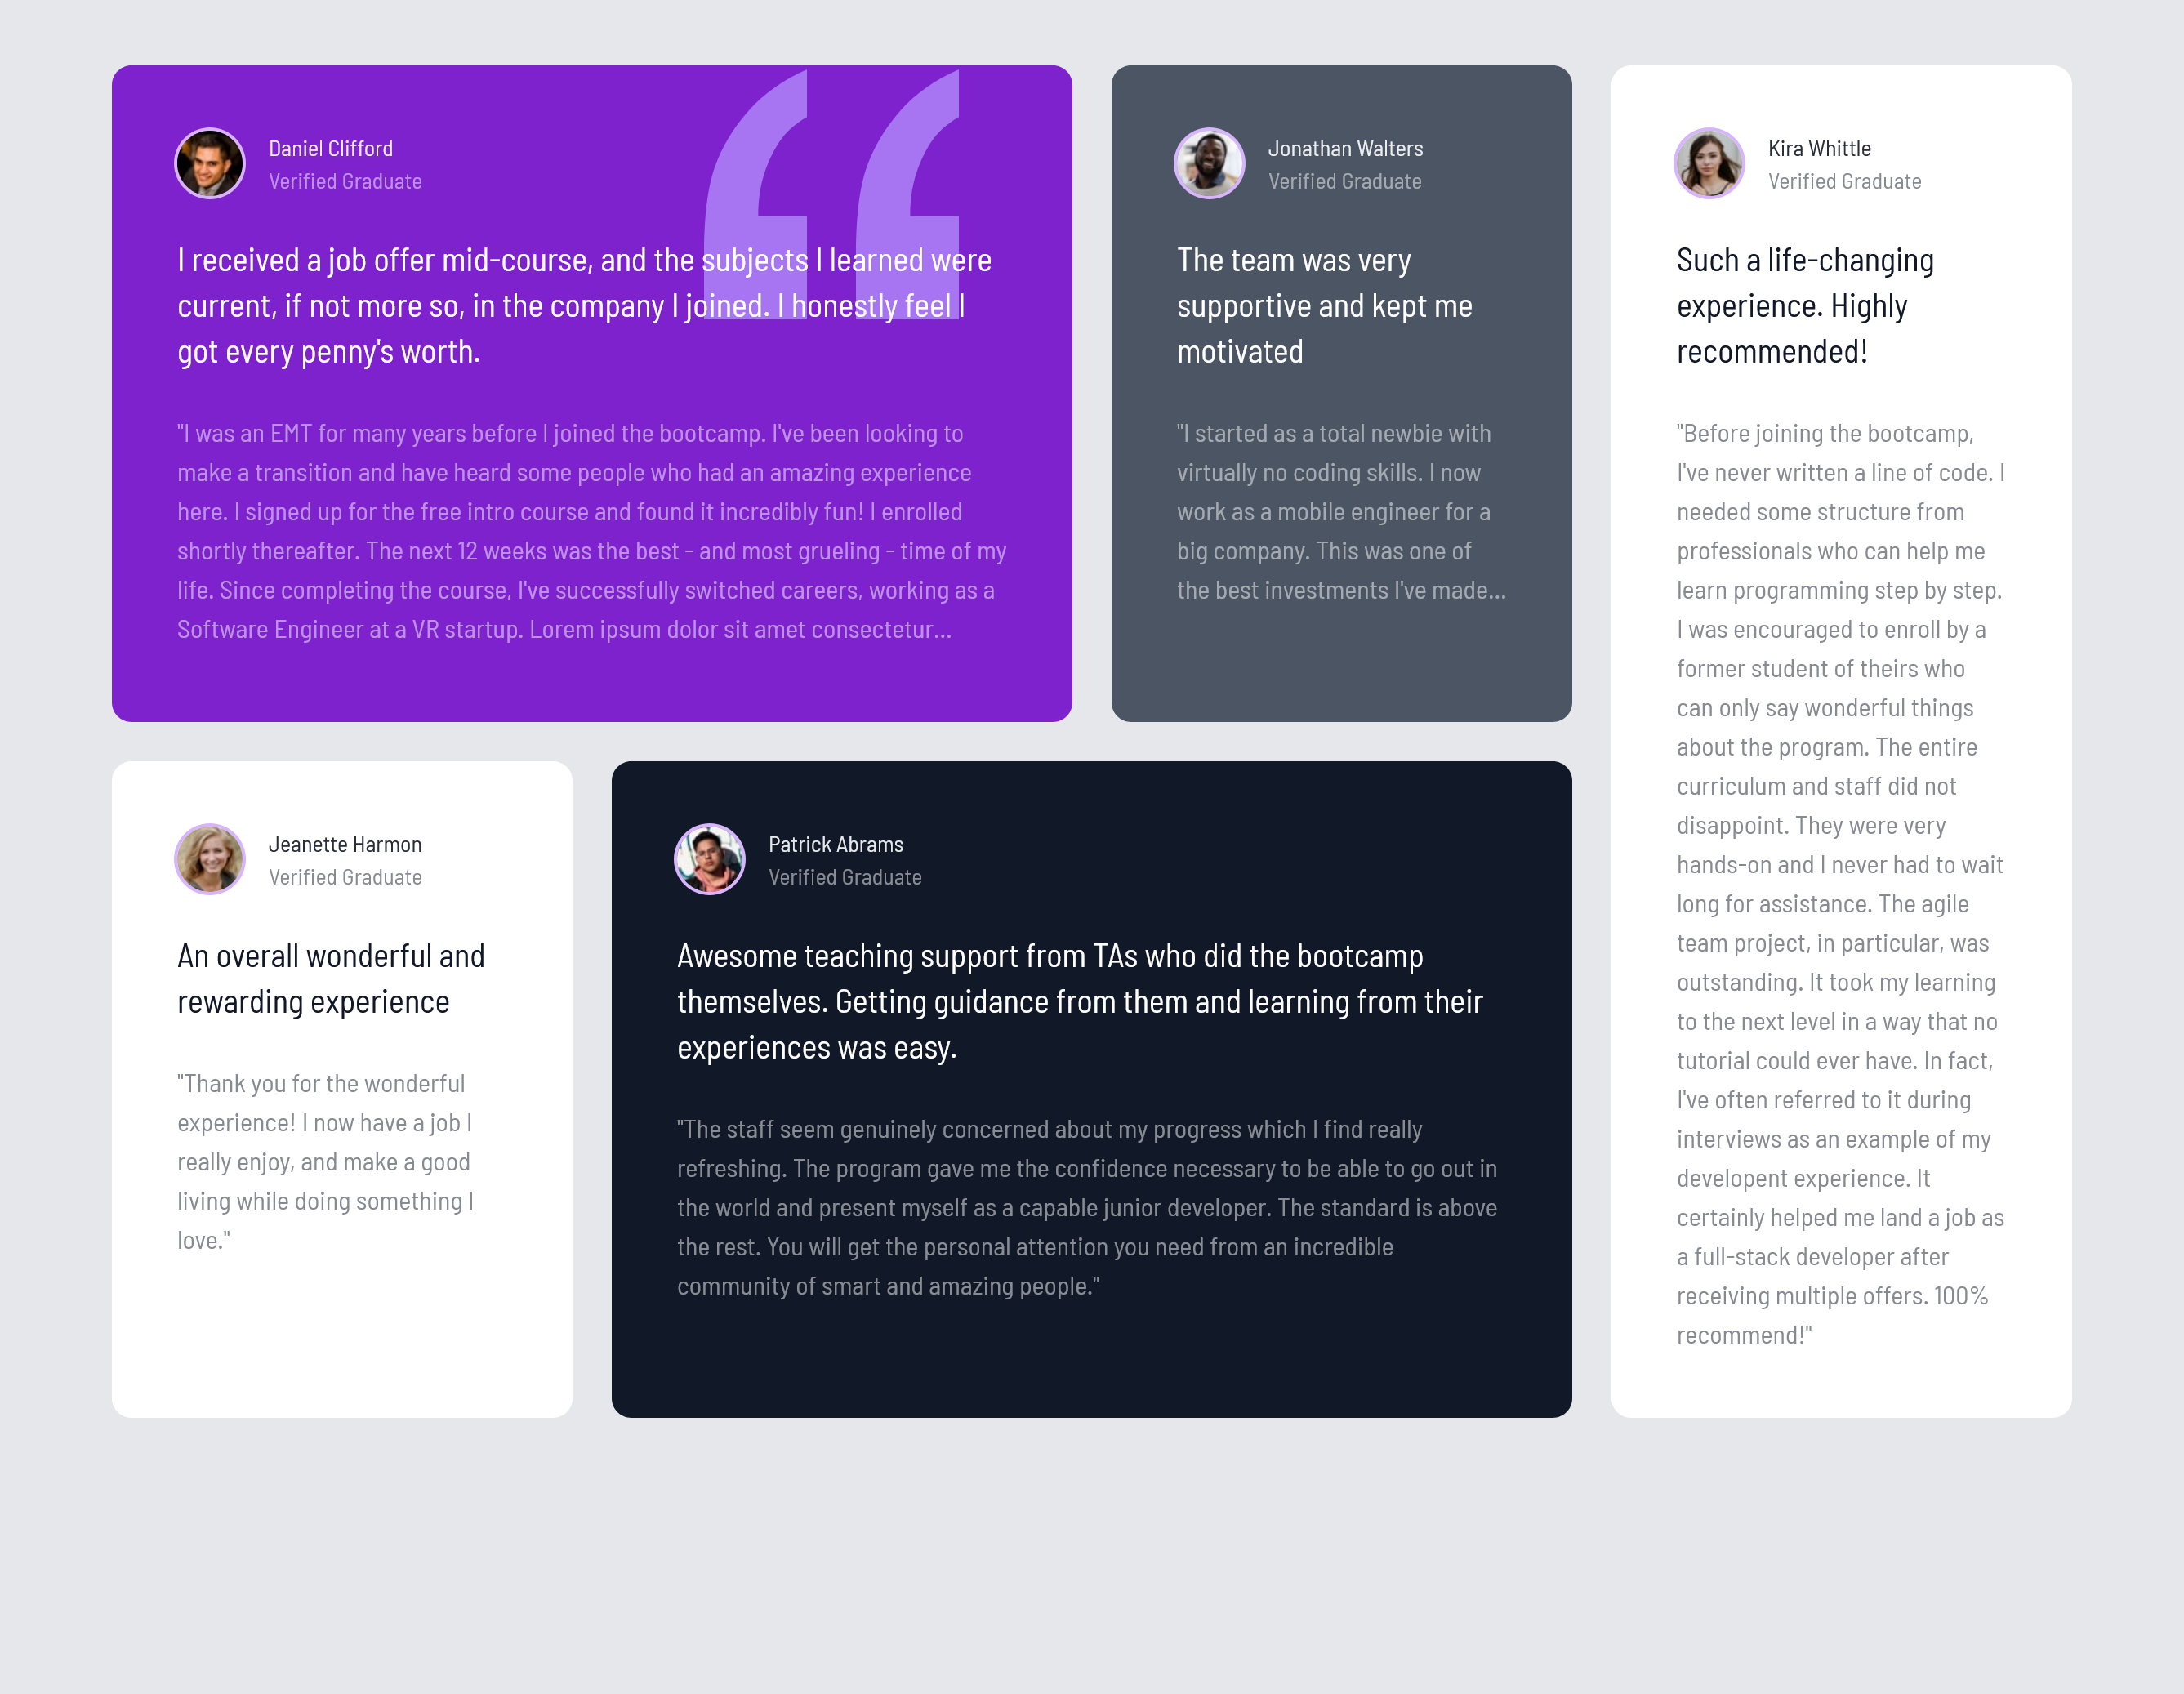 “
Daniel Clifford
Verified Graduate
I received a job offer mid-course, and the subjects I learned were
current, if not more so, in the company I joined. I honestly feel I
got every penny's worth.
"I was an EMT for many years before I joined the bootcamp. I've been looking to
make a transition and have heard some people who had an amazing experience
here. I signed up for the free intro course and found it incredibly fun! I enrolled
shortly thereafter. The next 12 weeks was the best - and most grueling - time of my
life. Since completing the course, I've successfully switched careers, working as a
Software Engineer at a VR startup. Lorem ipsum dolor sit amet consectetur...
Jonathan Walters
Verified Graduate
The team was very
supportive and kept me
motivated
"I started as a total newbie with
virtually no coding skills. I now
work as a mobile engineer for a
big company. This was one of
the best investments I've made...
Kira Whittle
Verified Graduate
Such a life-changing
experience. Highly
recommended!
"Before joining the bootcamp,
I've never written a line of code. I
needed some structure from
professionals who can help me
learn programming step by step.
I was encouraged to enroll by a
former student of theirs who
can only say wonderful things
about the program. The entire
curriculum and staff did not
disappoint. They were very
hands-on and I never had to wait
long for assistance. The agile
team project, in particular, was
outstanding. It took my learning
to the next level in a way that no
tutorial could ever have. In fact,
I've often referred to it during
interviews as an example of my
developent experience. It
certainly helped me land a job as
a full-stack developer after
receiving multiple offers. 100%
recommend!"
Jeanette Harmon
Verified Graduate
An overall wonderful and
rewarding experience
"Thank you for the wonderful
experience! I now have a job I
really enjoy, and make a good
living while doing something I
love."
Patrick Abrams
Verified Graduate
Awesome teaching support from TAs who did the bootcamp
themselves. Getting guidance from them and learning from their
experiences was easy.
"The staff seem genuinely concerned about my progress which I find really
refreshing. The program gave me the confidence necessary to be able to go out in
the world and present myself as a capable junior developer. The standard is above
the rest. You will get the personal attention you need from an incredible
community of smart and amazing people."